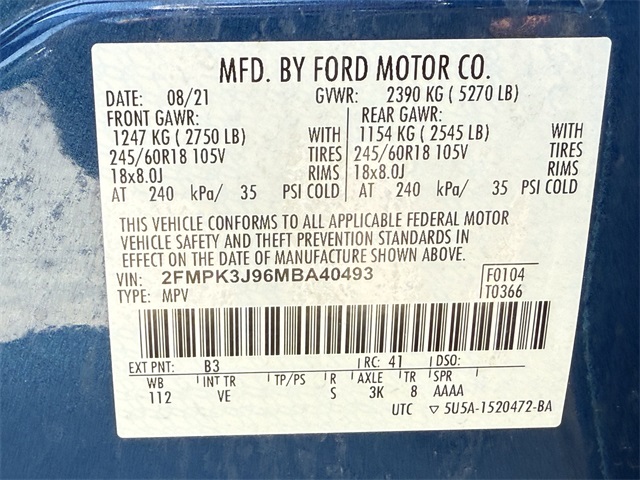 MFD. BY FORD MOTOR CO.
DATE: 08/21 GVWR: 2390 KG ( 5270 LB)
FRONT GAWR: REAR GAWR:
1247 KG ( 2750 LB) WITH 1154 KG ( 2545 LB) WITH
245/60R18 105V TIRES 245/60R18 105V TIRES
18x8.0J RIMS 18x8.0J RIMS
AT 240 kPa/ 35 PSI COLD AT 240 kPa/ 35 PSI COLD
THIS VEHICLE CONFORMS TO ALL APPLICABLE FEDERAL MOTOR
VEHICLE SAFETY AND THEFT PREVENTION STANDARDS IN
EFFECT ON THE DATE OF MANUFACTURE SHOWN ABOVE.
VIN: 2FMPK3J96MBA40493 F0104
TYPE: MPV T0366
EXT PNT: B3 RC: 41 DSO:
WB INT TR TP/PS R AXLE TR SPR
112 VE S 3K 8 AAAA
UTC ▽ 5U5A-1520472-BA